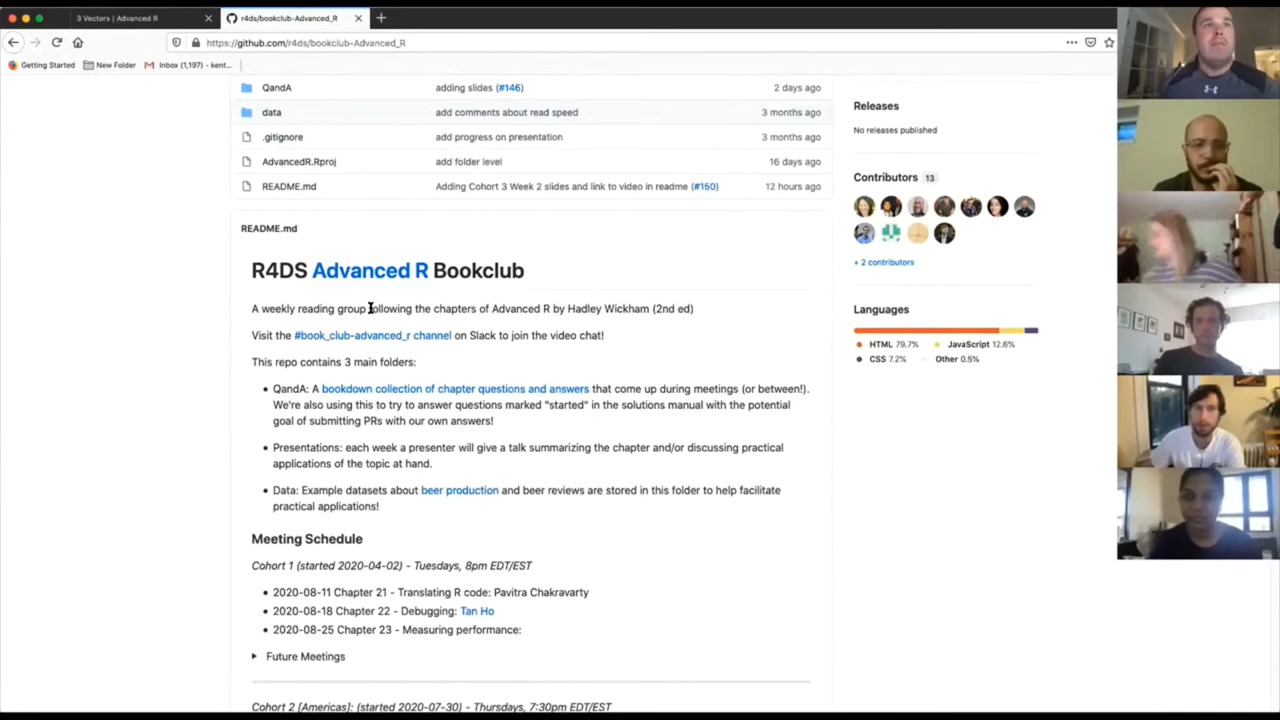 3 Vectors | Advanced R
r4ds/bookclub-Advanced_R
https://github.com/r4ds/bookclub-Advanced_R
Getting Started
New Folder
Inbox (1,197) - kent...
QandA
adding slides (#146)
2 days ago
data
add comments about read speed
3 months ago
.gitignore
add progress on presentation
3 months ago
AdvancedR.Rproj
add folder level
16 days ago
README.md
Adding Cohort 3 Week 2 slides and link to video in readme (#150)
12 hours ago
README.md
R4DS Advanced R Bookclub
A weekly reading group following the chapters of Advanced R by Hadley Wickham (2nd ed)
Visit the #book_club-advanced_r channel on Slack to join the video chat!
This repo contains 3 main folders:
QandA: A bookdown collection of chapter questions and answers that come up during meetings (or between!).
We're also using this to try to answer questions marked "started" in the solutions manual with the potential
goal of submitting PRs with our own answers!
Presentations: each week a presenter will give a talk summarizing the chapter and/or discussing practical
applications of the topic at hand.
Data: Example datasets about beer production and beer reviews are stored in this folder to help facilitate
practical applications!
Meeting Schedule
Cohort 1 (started 2020-04-02) - Tuesdays, 8pm EDT/EST
2020-08-11 Chapter 21 - Translating R code: Pavitra Chakravarty
2020-08-18 Chapter 22 - Debugging: Tan Ho
2020-08-25 Chapter 23 - Measuring performance:
Future Meetings
Cohort 2 [Americas]: (started 2020-07-30) - Thursdays, 7:30pm EDT/EST
Releases
No releases published
Contributors 13
+ 2 contributors
Languages
HTML 79.7%
JavaScript 12.6%
CSS 7.2%
Other 0.5%